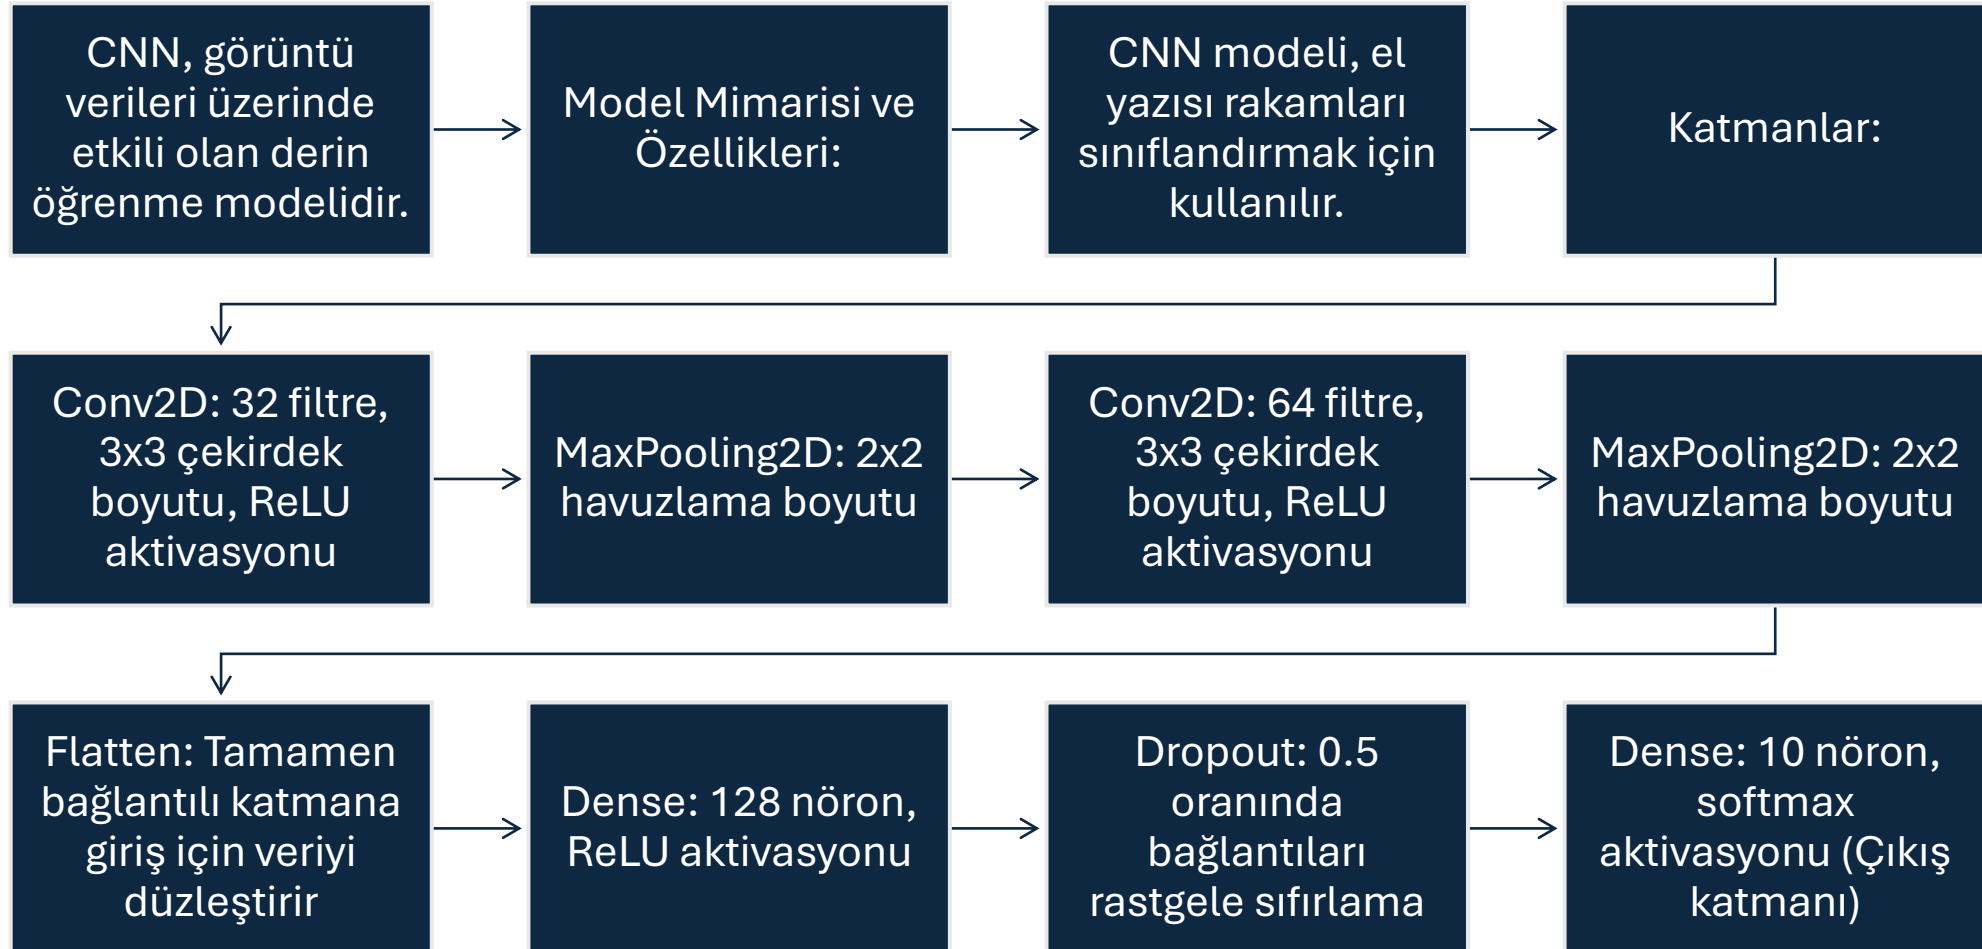 CNN, görüntü
verileri üzerinde
etkili olan derin
öğrenme modelidir.
Model Mimarisi ve
Özellikleri:
CNN modeli, el
yazısı rakamları
sınıflandırmak için
kullanılır.
Katmanlar:
Conv2D: 32 filtre,
3x3 çekirdek
boyutu, ReLU
aktivasyonu
MaxPooling2D: 2x2
havuzlama boyutu
Conv2D: 64 filtre,
3x3 çekirdek
boyutu, ReLU
aktivasyonu
MaxPooling2D: 2x2
havuzlama boyutu
Flatten: Tamamen
bağlantılı katmana
giriş için veriyi
düzleştirir
Dense: 128 nöron,
ReLU aktivasyonu
Dropout: 0.5
oranında
bağlantıları
rastgele sıfırlama
Dense: 10 nöron,
softmax
aktivasyonu (Çıkış
katmanı)